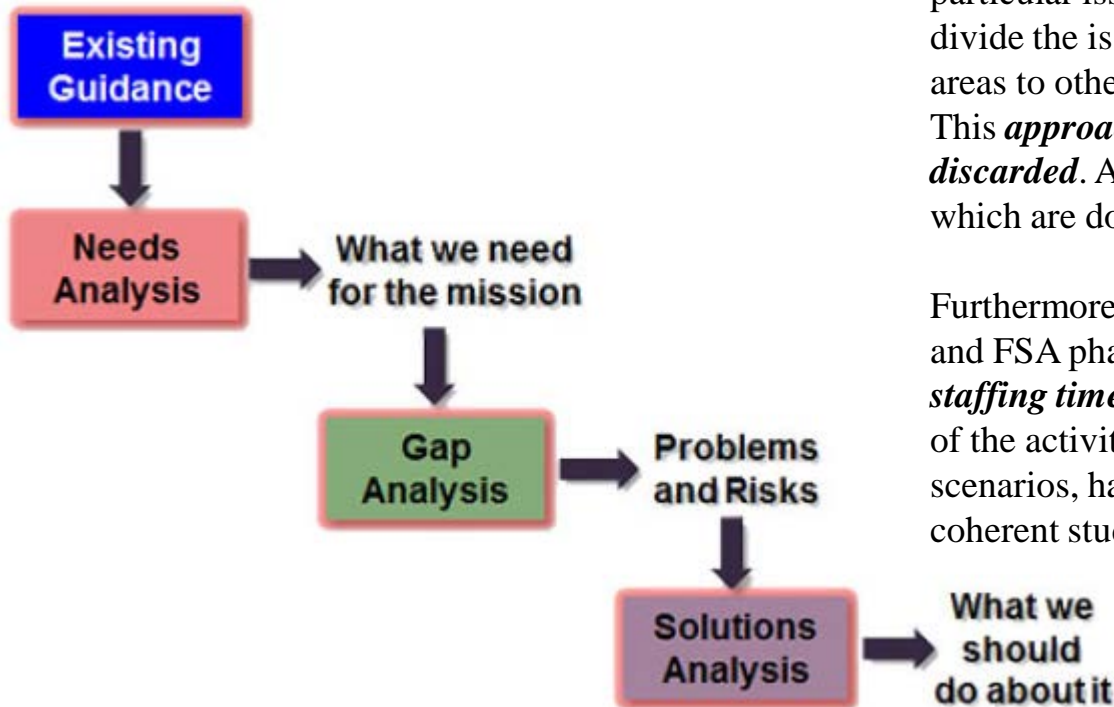 Existing
Guidance
Needs
Analysis
What we need
for the mission
Gap
Analysis
Problems
and Risks
Solutions
Analysis
What we
should
do about it
divide the is
areas to othe
This approa
discarded. A
which are do
Furthermore
and FSA pha
staffing time
of the activit
scenarios, ha
coherent stud